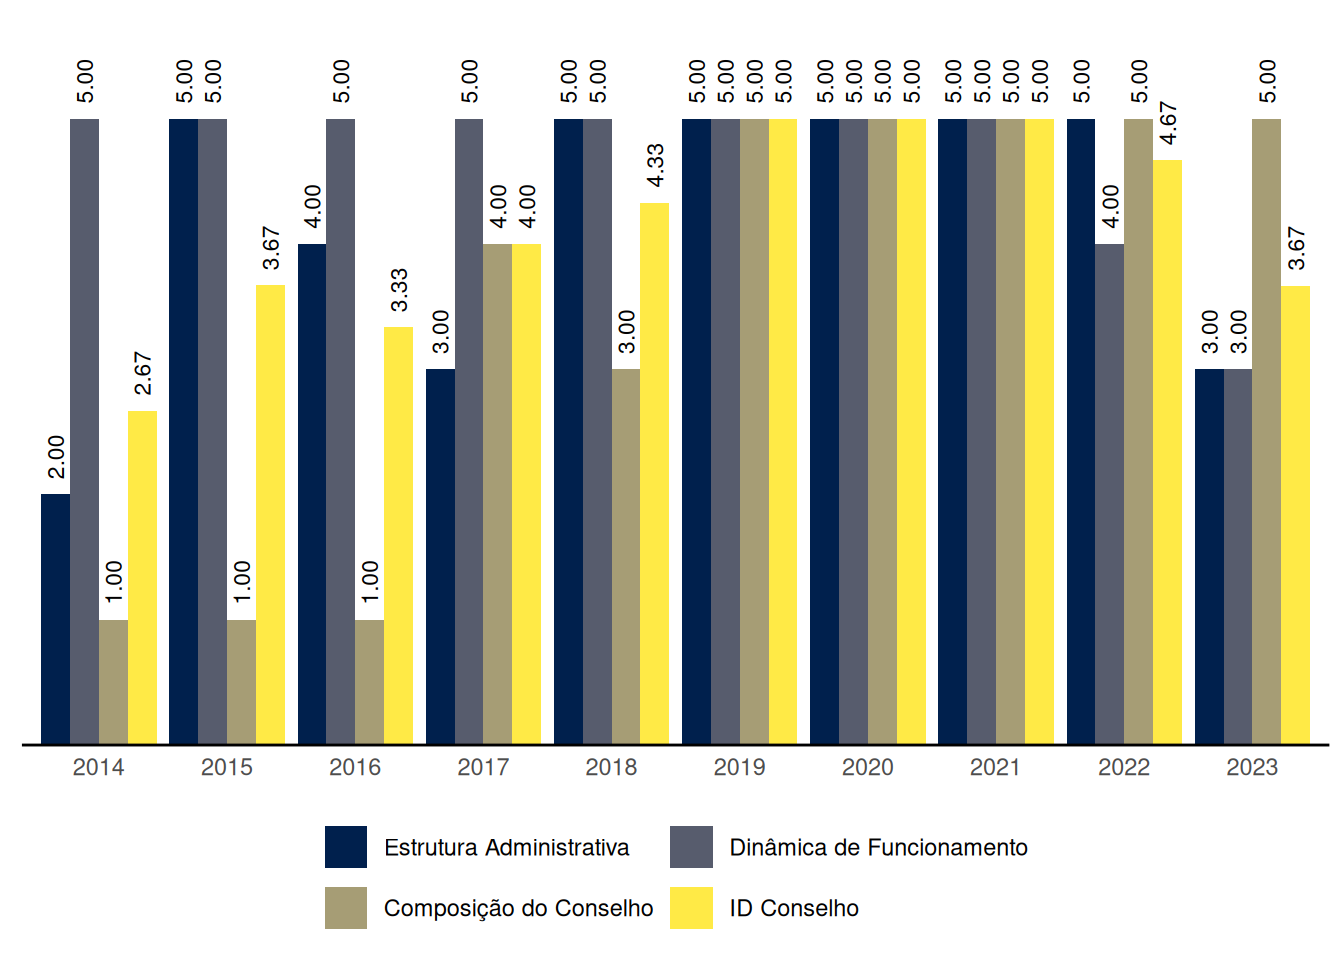 2.00 5.00 1.00 2.67
5.00 5.00 1.00 3.67
4.00 5.00 1.00 3.33
3.00 5.00 4.00 4.00
5.00 5.00 3.00 4.33
5.00 5.00 5.00 5.00
5.00 5.00 5.00 5.00
5.00 5.00 5.00 5.00
5.00 4.00 5.00 4.67
3.00 3.00 5.00 3.67
2014 2015 2016 2017 2018 2019 2020 2021 2022 2023
Estrutura Administrativa Dinâmica de Funcionamento
Composição do Conselho ID Conselho